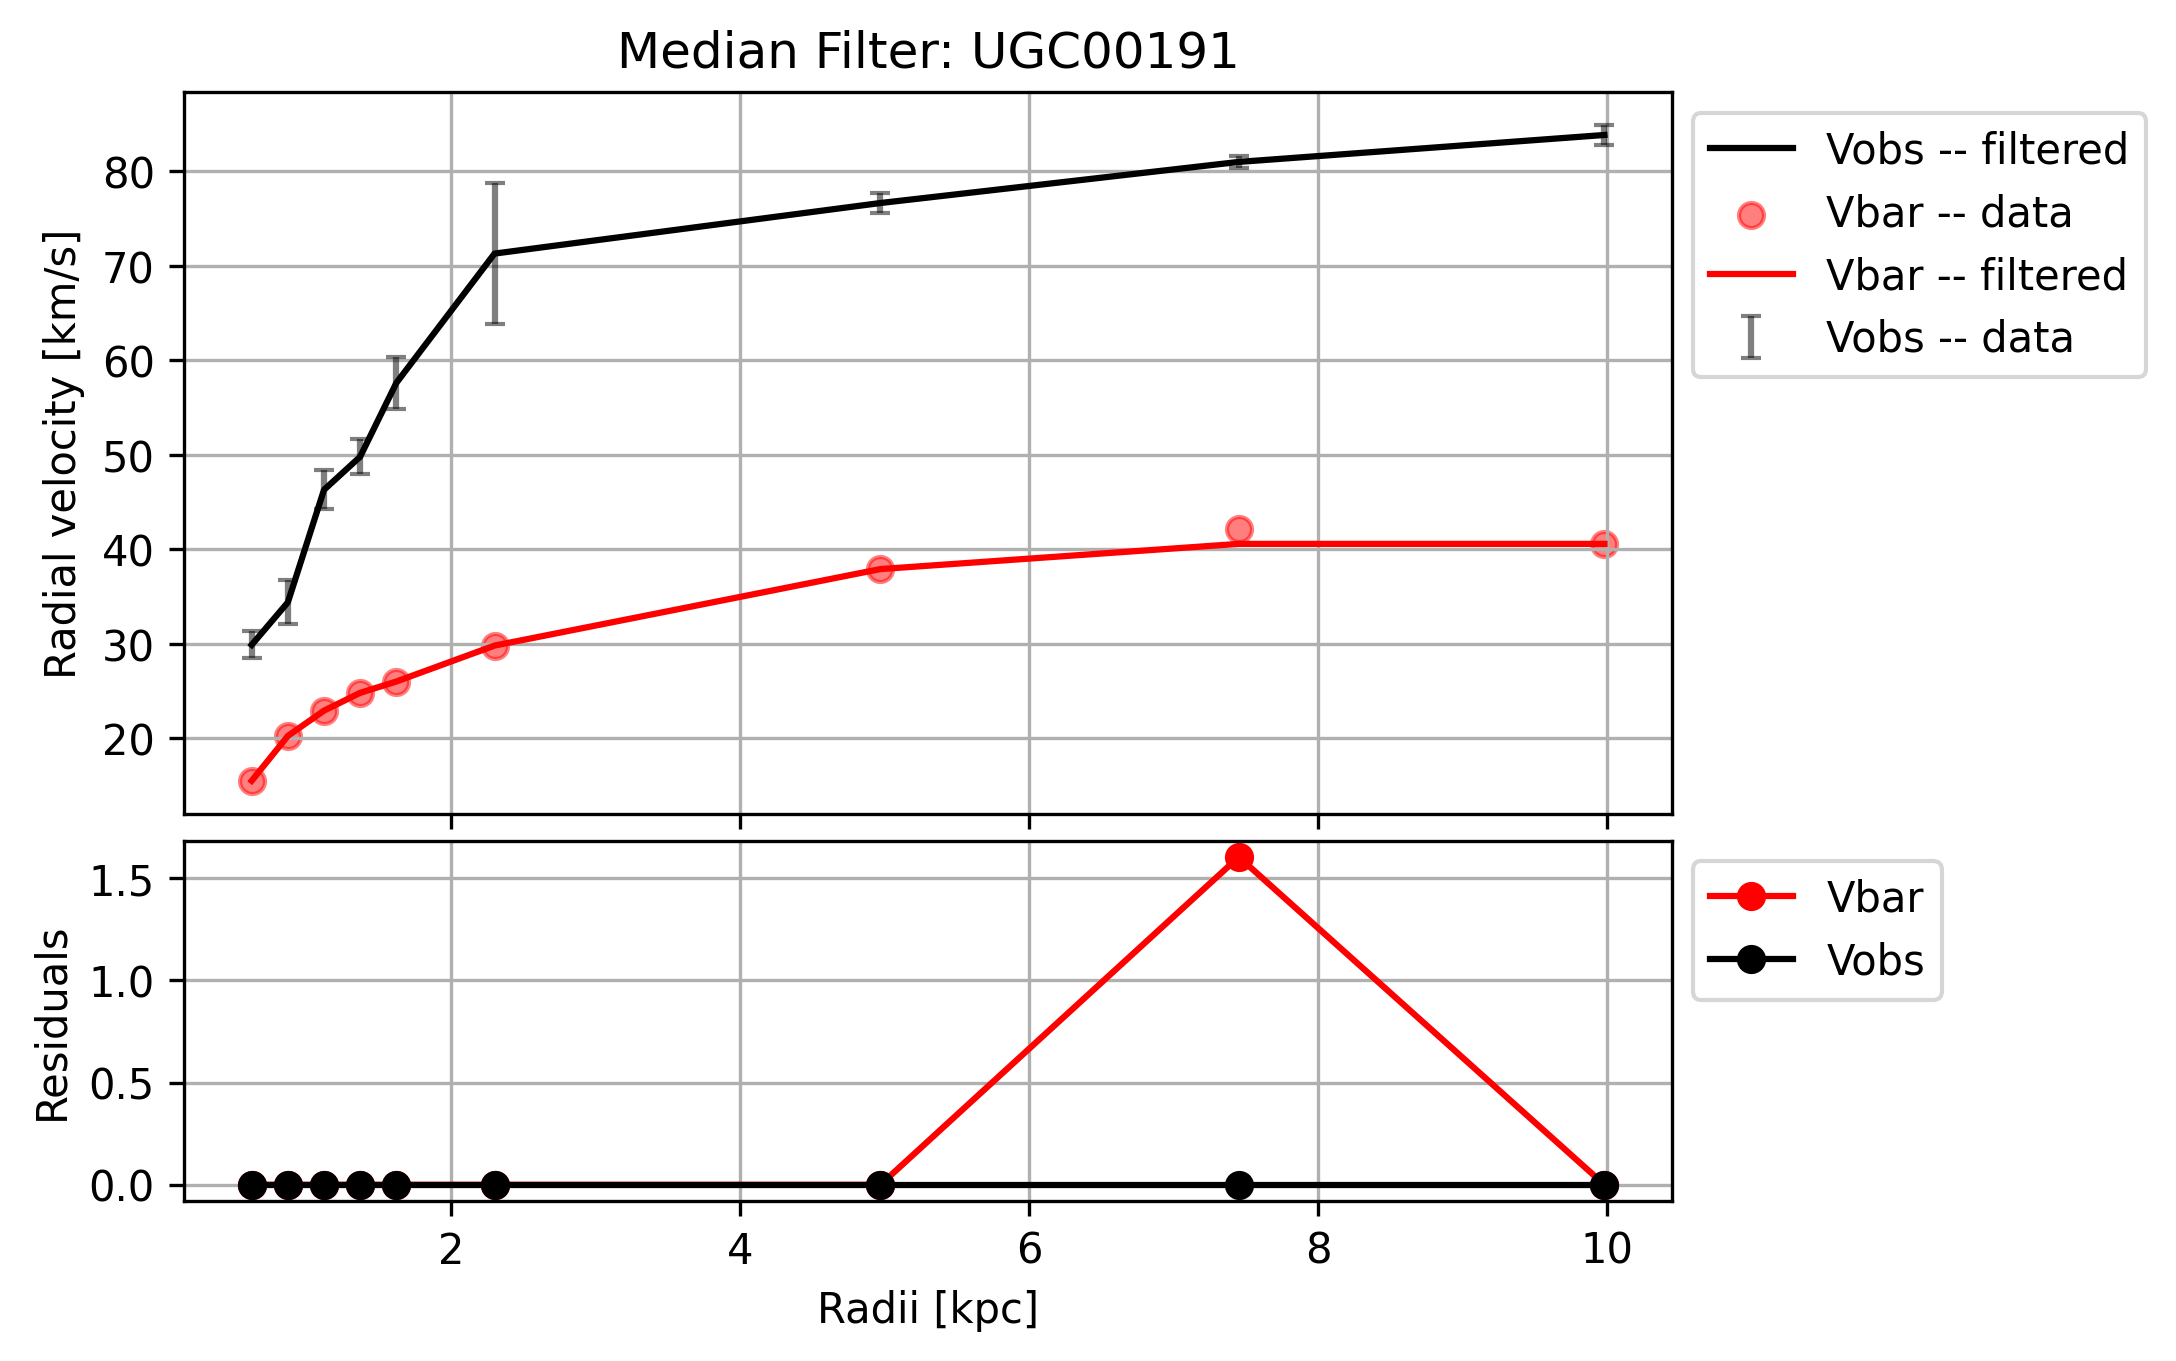 Median Filter: UGC00191
Radial velocity [km/s]
80
70
60
50
40
30
20
Vobs -- filtered
Vbar -- data
Vbar -- filtered
Vobs -- data
Residuals
1.5
1.0
0.5
0.0
Vbar
Vobs
2 4 6 8 10
Radii [kpc]